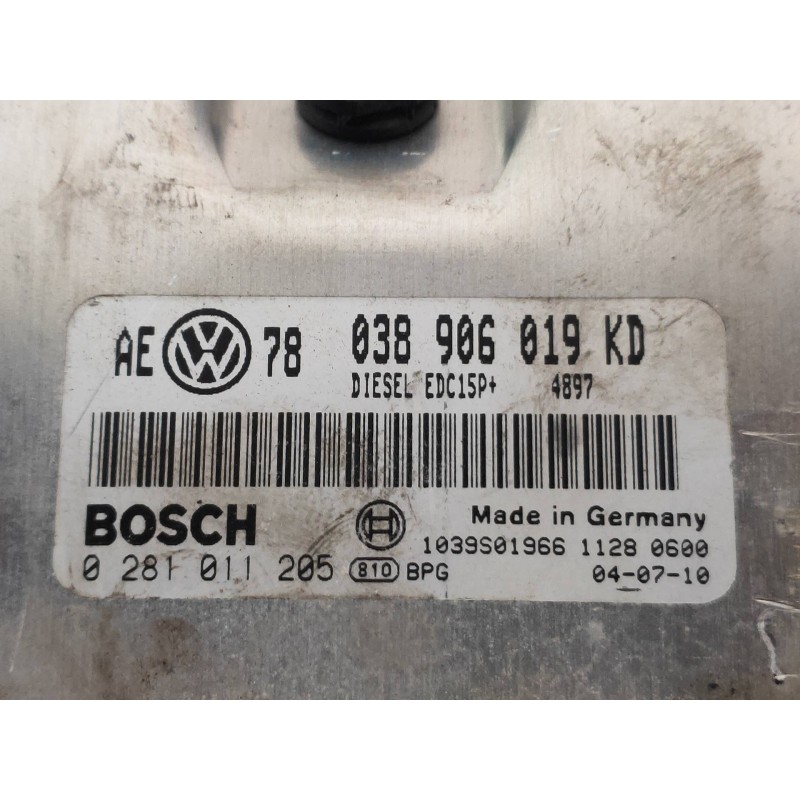 AE VW 78 038 906 019 KD
DIESEL EDC15P+ 4897
BOSCH Made in Germany
1039S01966 1128 0600
0 281 011 205 810 BPG 04-07-10